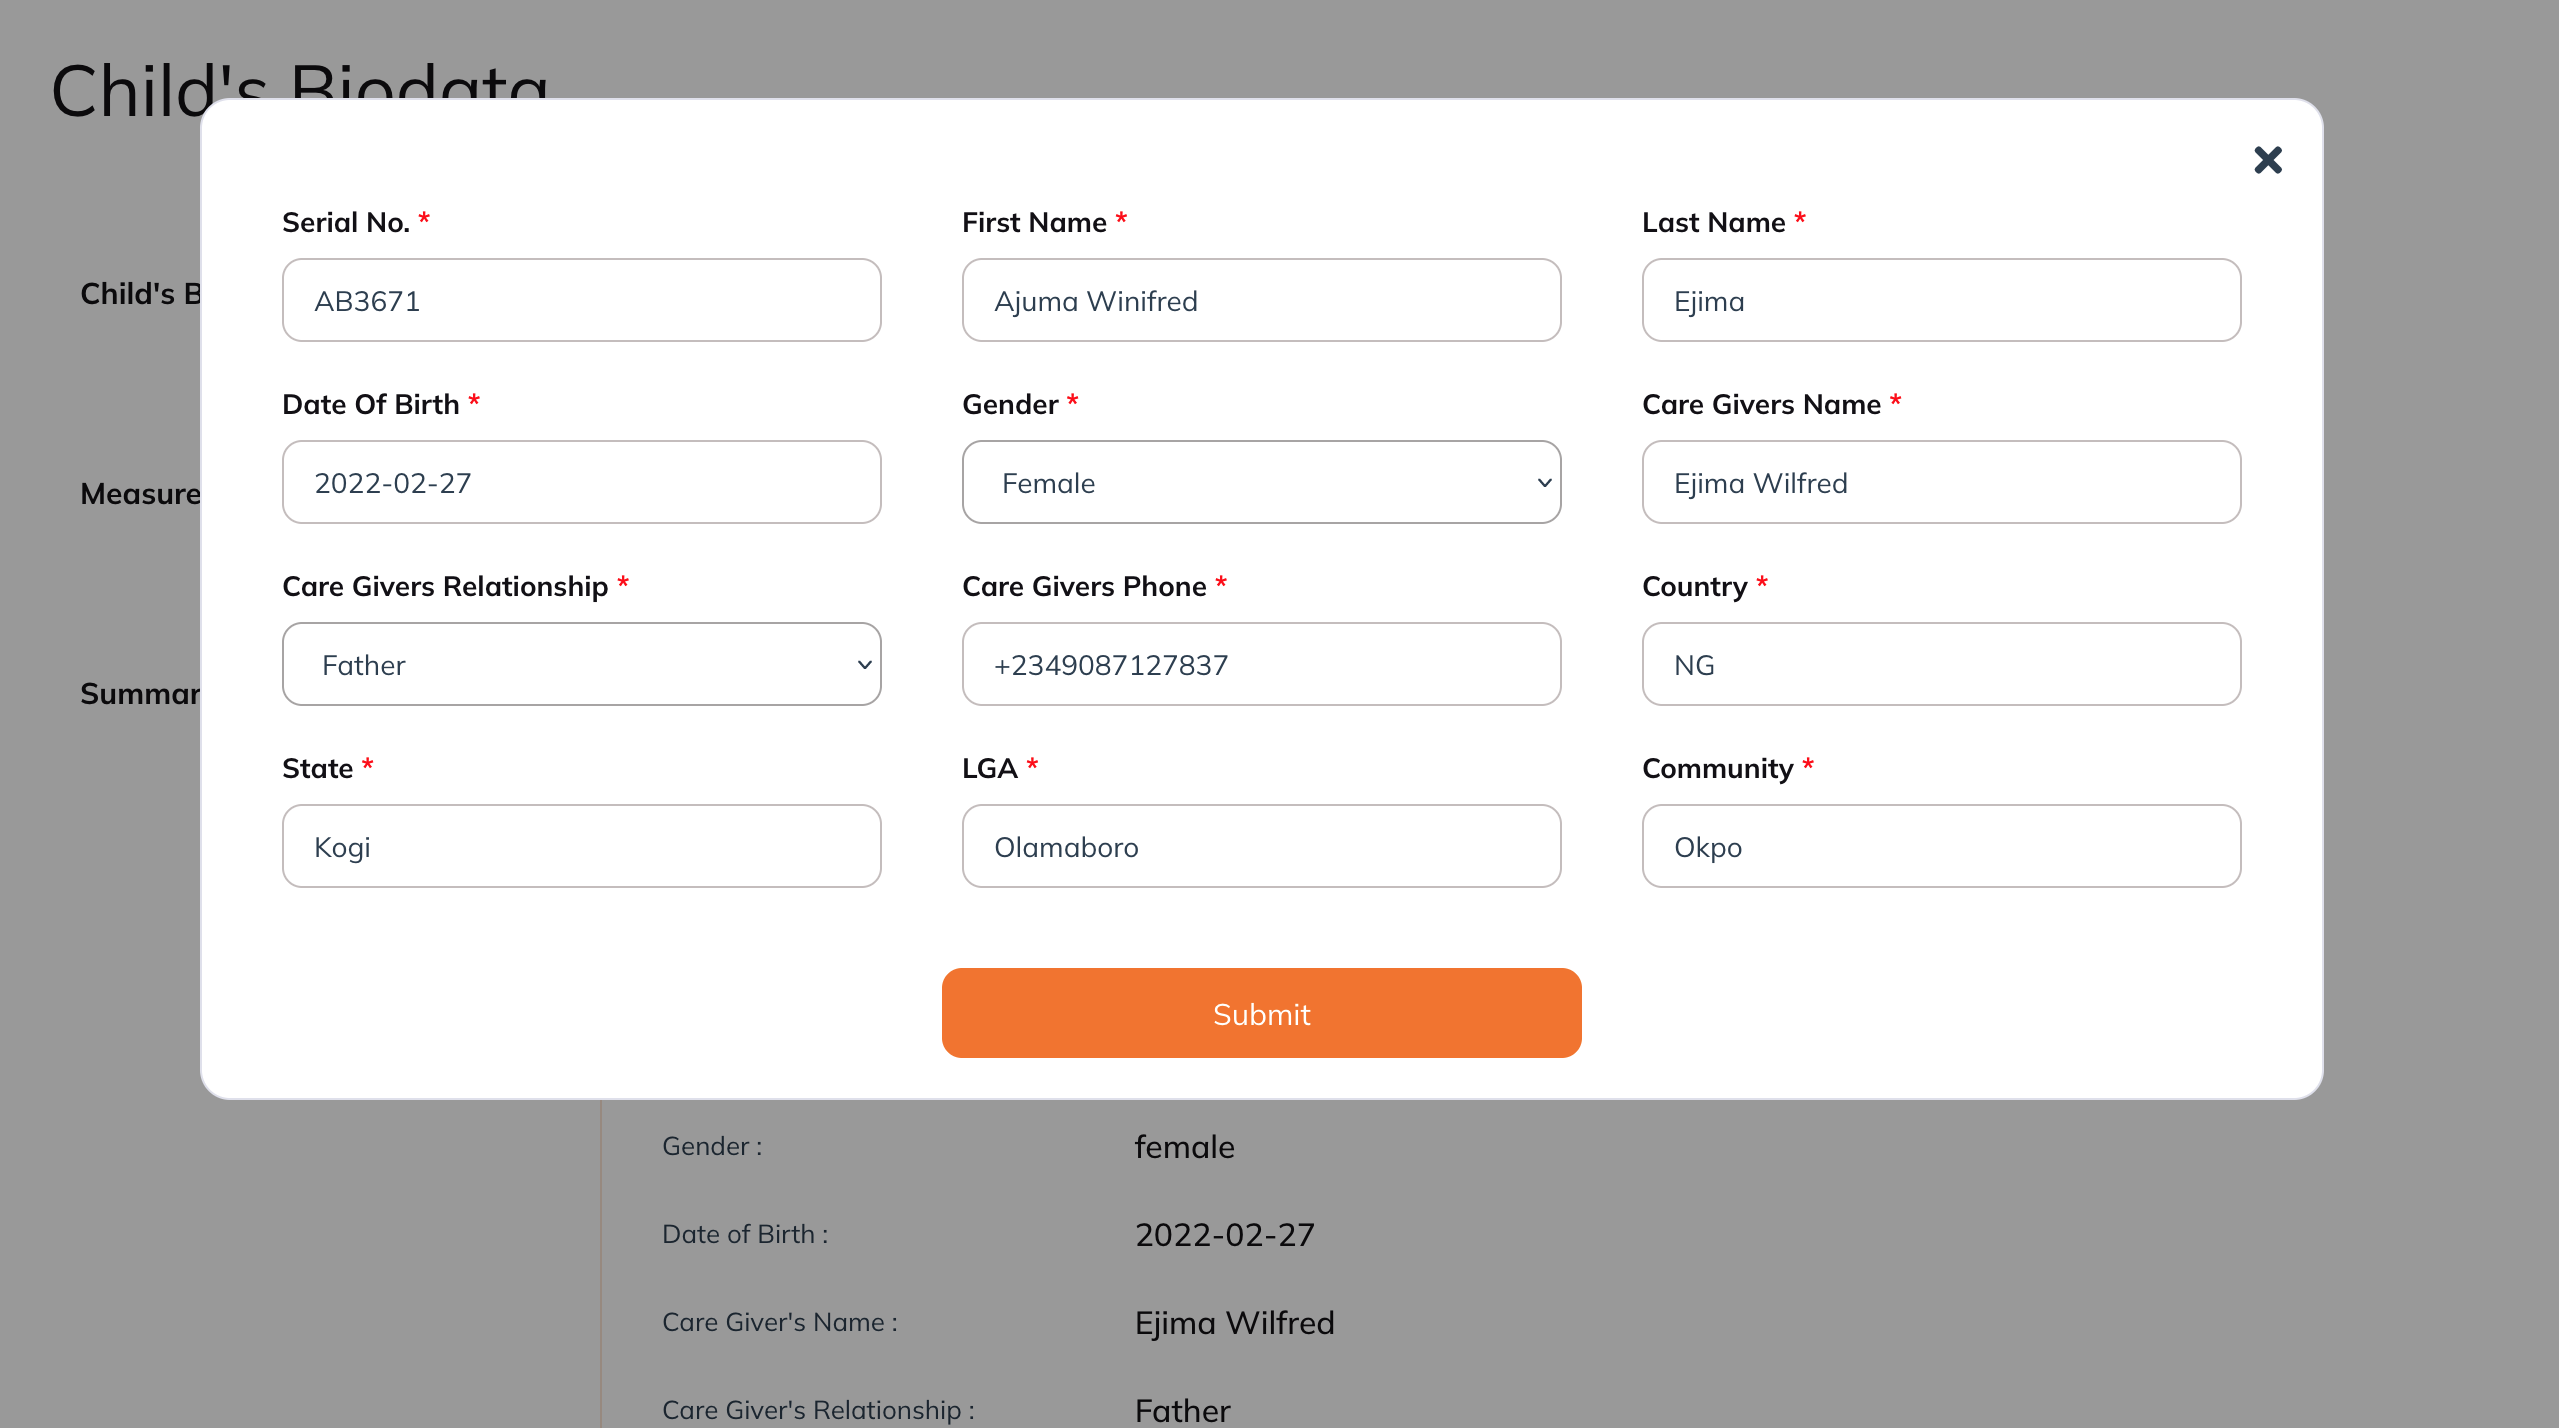 Child's Biodata
Serial No. *
First Name *
Last Name *
AB3671
Ajuma Winifred
Ejima
Child's B
Date Of Birth *
Gender *
Care Givers Name *
2022-02-27
Female
Ejima Wilfred
Measure
Care Givers Relationship *
Care Givers Phone *
Country *
Father
+2349087127837
NG
Summar
State *
LGA *
Community *
Kogi
Olamaboro
Okpo
Submit
Gender : female
Date of Birth : 2022-02-27
Care Giver's Name : Ejima Wilfred
Care Giver's Relationship : Father